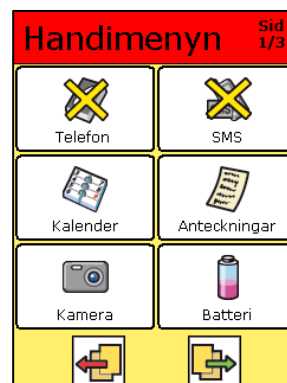 Handimenyn
Sid
1/3
Telefon
SMS
Kalender
Anteckningar
Kamera
Batteri